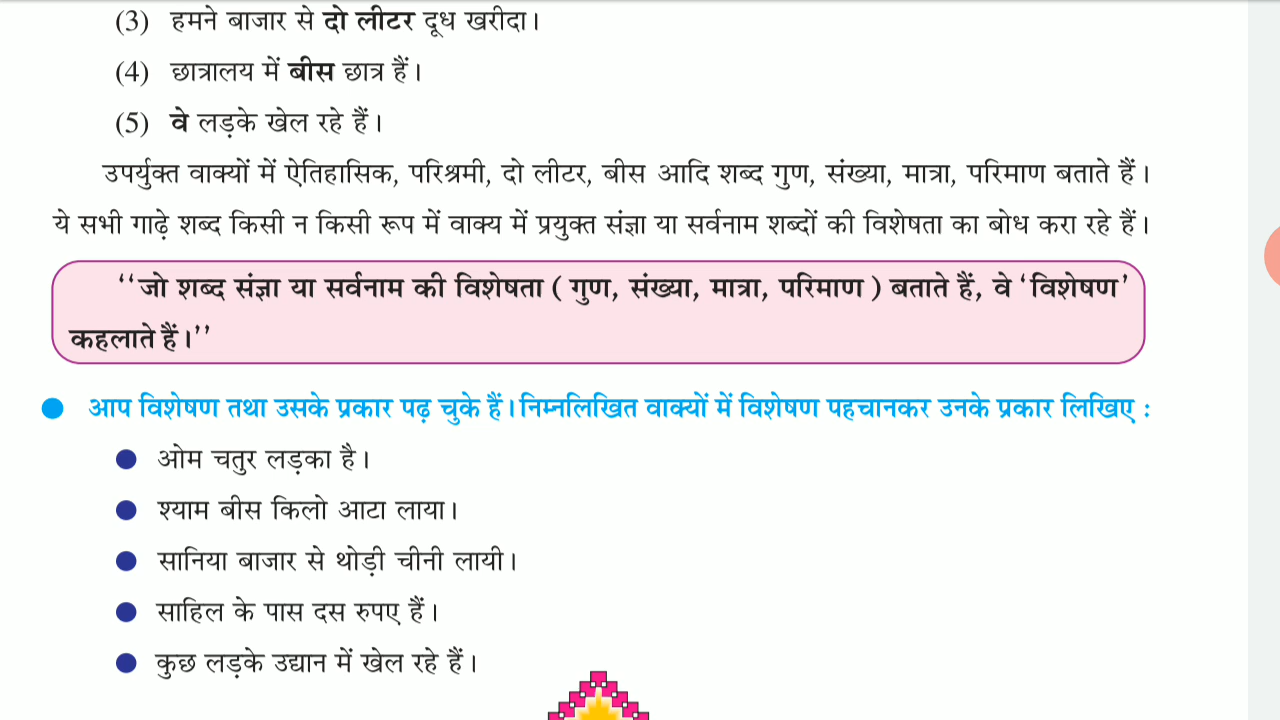 (3) हमने बाजार से दो लीटर दूध खरीदा।
(4) छात्रालय में बीस छात्र हैं।
(5) वे लड़के खेल रहे हैं।
उपर्युक्त वाक्यों में ऐतिहासिक, परिश्रमी, दो लीटर, बीस आदि शब्द गुण, संख्या, मात्रा, परिमाण बताते हैं।
ये सभी गाढ़े शब्द किसी न किसी रूप में वाक्य में प्रयुक्त संज्ञा या सर्वनाम शब्दों की विशेषता का बोध करा रहे हैं।
‘‘जो शब्द संज्ञा या सर्वनाम की विशेषता ( गुण, संख्या, मात्रा, परिमाण ) बताते हैं, वे ‘विशेषण’
कहलाते हैं।’’
● आप विशेषण तथा उसके प्रकार पढ़ चुके हैं। निम्नलिखित वाक्यों में विशेषण पहचानकर उनके प्रकार लिखिए :
● ओम चतुर लड़का है।
● श्याम बीस किलो आटा लाया।
● सानिया बाजार से थोड़ी चीनी लायी।
● साहिल के पास दस रुपए हैं।
● कुछ लड़के उद्यान में खेल रहे हैं।